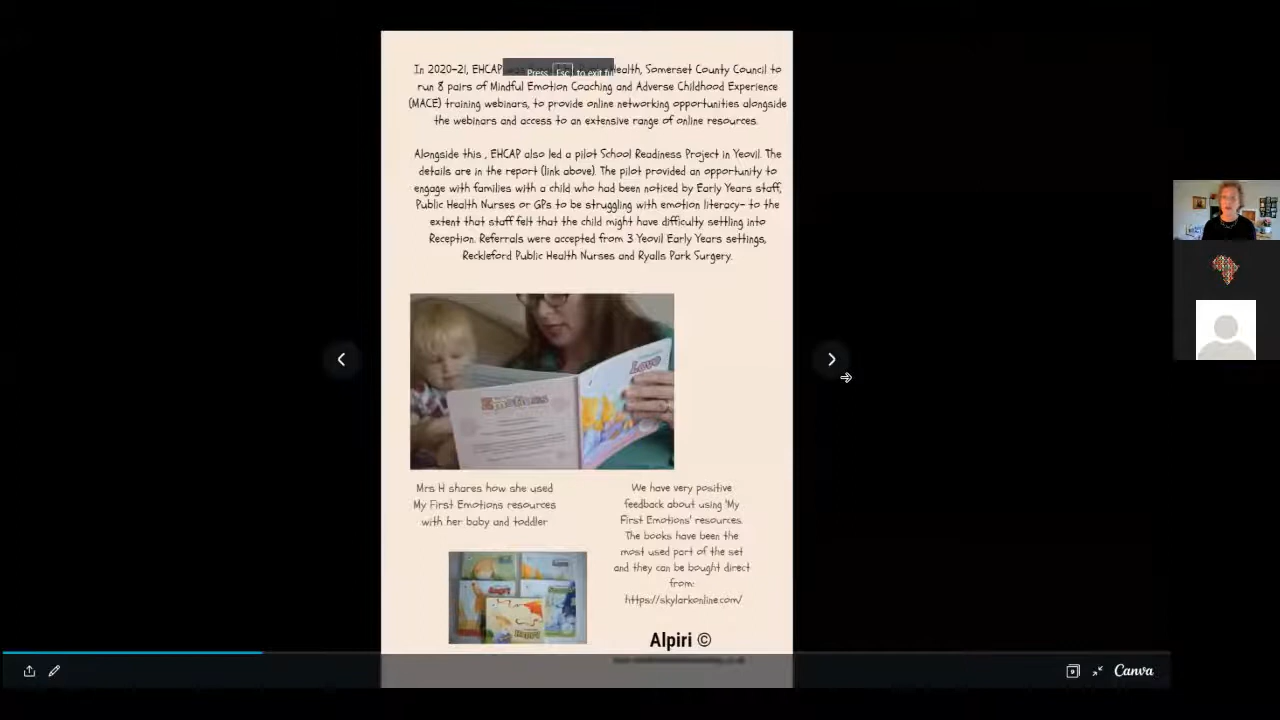 In 2020-21, EHCAP Health, Somerset County Council to
Press Esc to exit fu
run 8 pairs of Mindful Emotion Coaching and Adverse Childhood Experience
(MACE) training webinars, to provide online networking opportunities alongside
the webinars and access to an extensive range of online resources.
Alongside this , EHCAP also led a pilot School Readiness Project in Yeovil. The
details are in the report (link above). The pilot provided an opportunity to
engage with families with a child who had been noticed by Early Years staff,
Public Health Nurses or GPs to be struggling with emotion literacy- to the
extent that staff felt that the child might have difficulty settling into
Reception. Referrals were accepted from 3 Yeovil Early Years settings,
Reckleford Public Health Nurses and Ryalls Park Surgery.
Love
Emotions
Mrs H shares how she used
My First Emotions resources
with her baby and toddler
We have very positive
feedback about using 'My
First Emotions' resources.
The books have been the
most used part of the set
and they can be bought direct
from:
https://skylarkonline.com/
Angry
Happy
Alpiri ©
Canva